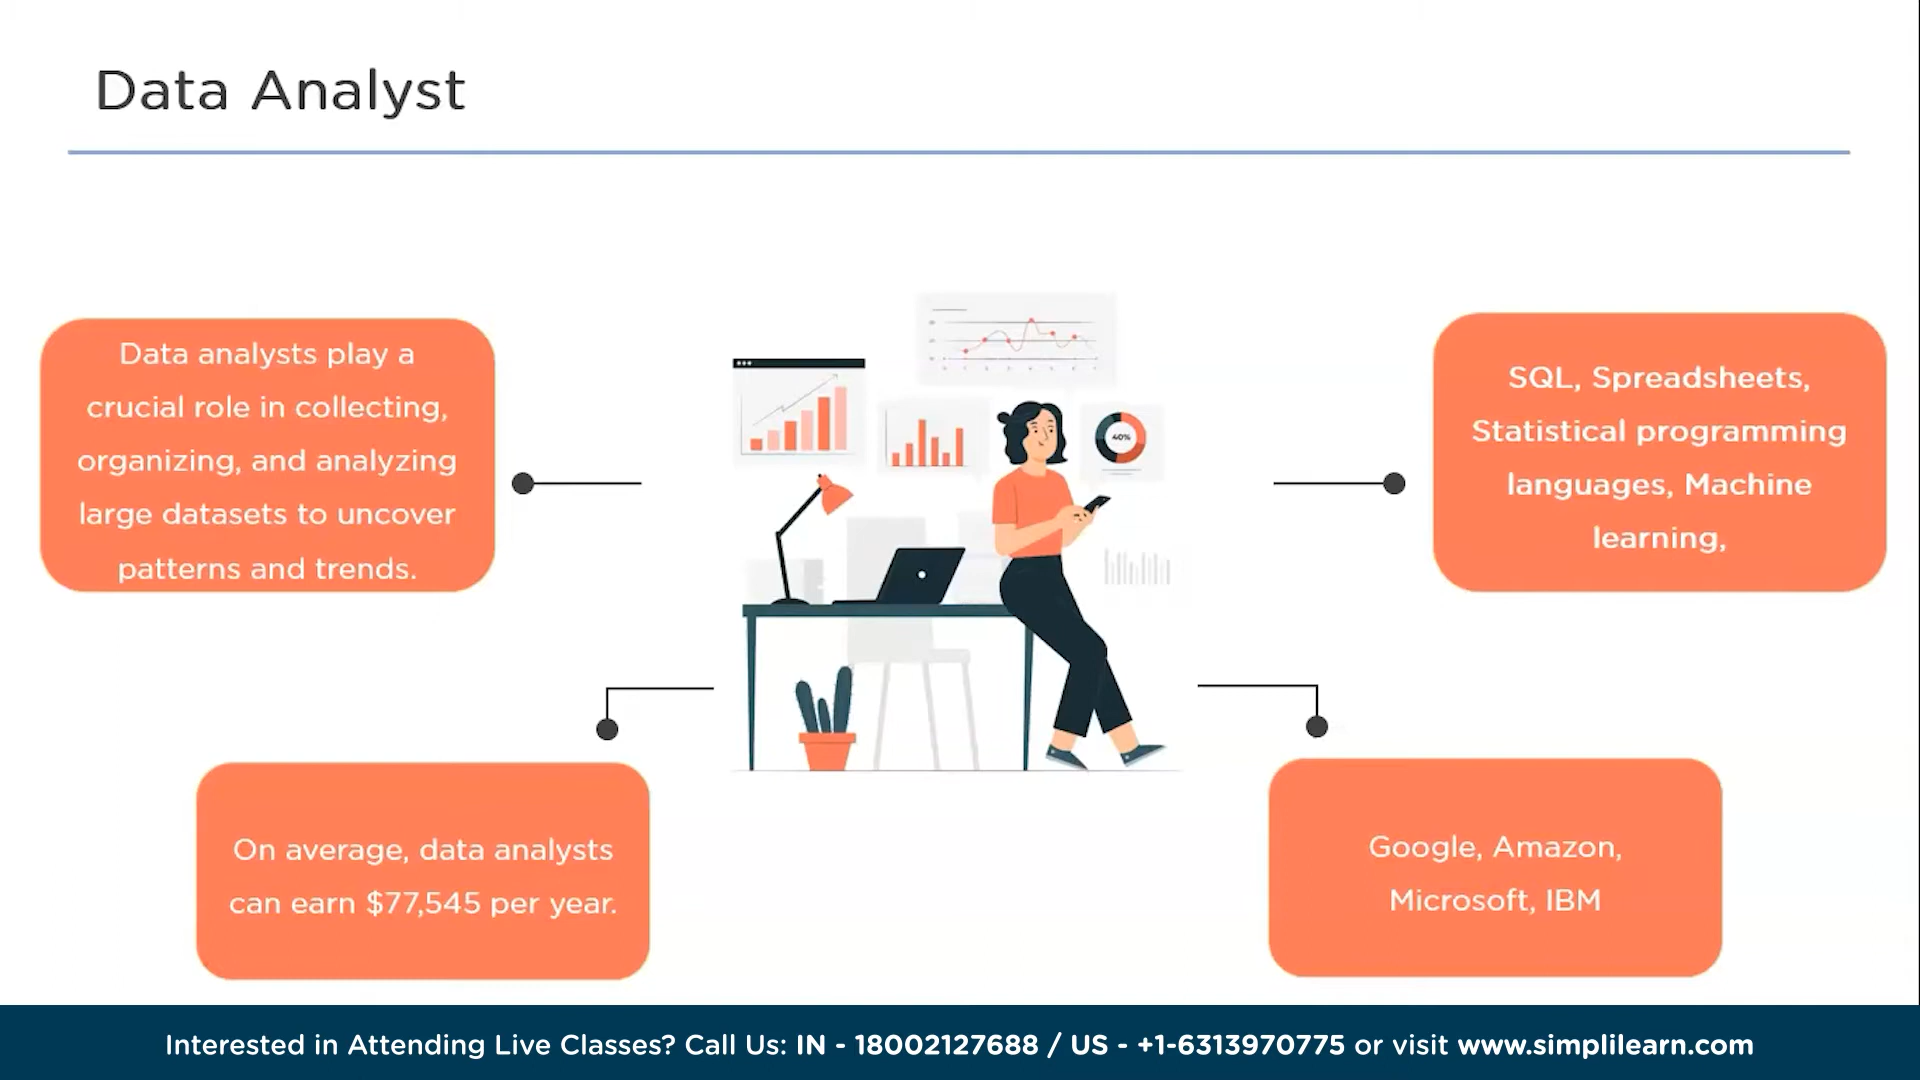 Data Analyst
Data analysts play a
crucial role in collecting,
organizing, and analyzing
large datasets to uncover
patterns and trends.
SQL, Spreadsheets,
Statistical programming
languages, Machine
learning,
40%
On average, data analysts
can earn $77,545 per year.
Google, Amazon,
Microsoft, IBM
Interested in Attending Live Classes? Call Us: IN - 18002127688 / US - +1-6313970775 or visit www.simplilearn.com